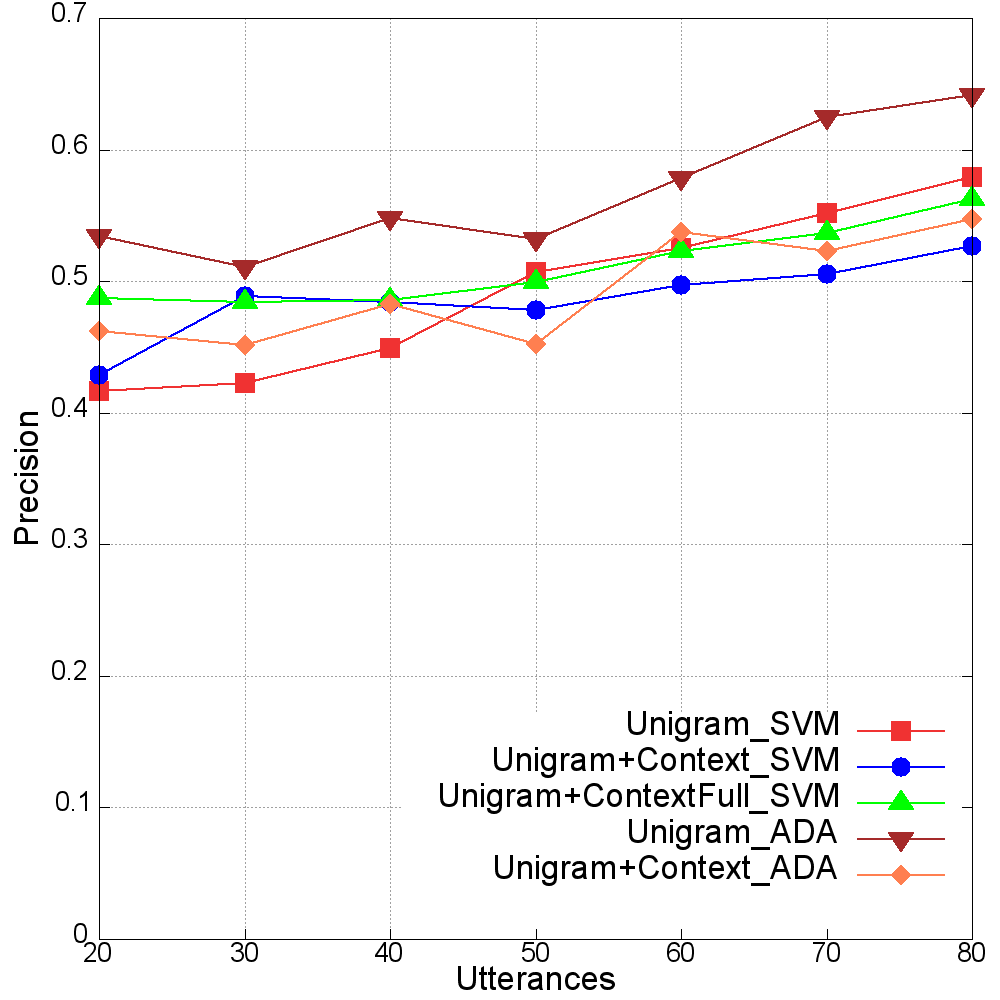 0.7
0.6
0.5
0.4
0.3
0.2
0.1
0
Precision
20 30 40 50 60 70 80
Utterances
Unigram_SVM
Unigram+Context_SVM
Unigram+ContextFull_SVM
Unigram_ADA
Unigram+Context_ADA